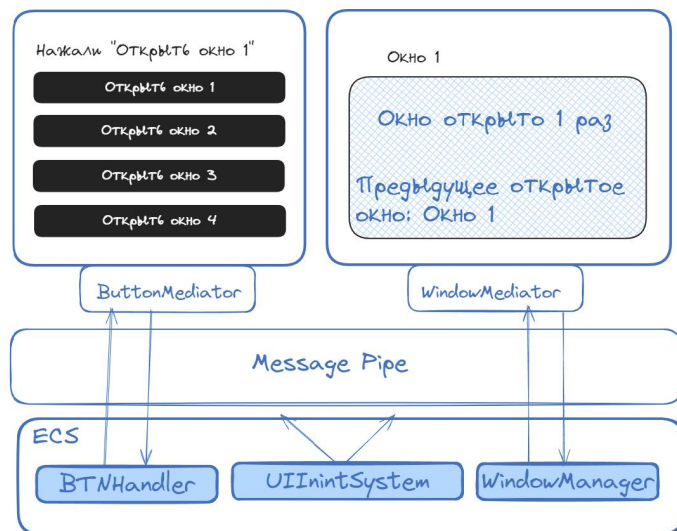 Нажали "Открыть окно 1"
Открыть окно 1
Открыть окно 2
Открыть окно 3
Открыть окно 4
Окно 1
Окно открыто 1 раз
Предыдущее открытое
окно: Окно 1
ButtonMediator
WindowMediator
Message Pipe
ECS
BTNHandler
UIInintSystem
WindowManager